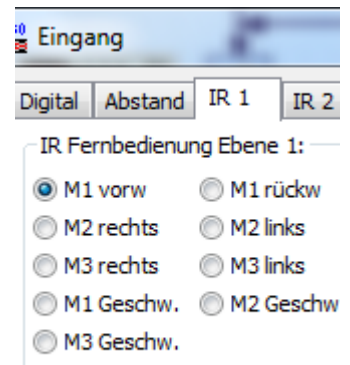 Eingang
Digital Abstand IR 1 IR 2
IR Fernbedienung Ebene 1:
M1 vorw M1 rückw
M2 rechts M2 links
M3 rechts M3 links
M1 Geschw. M2 Geschw
M3 Geschw.